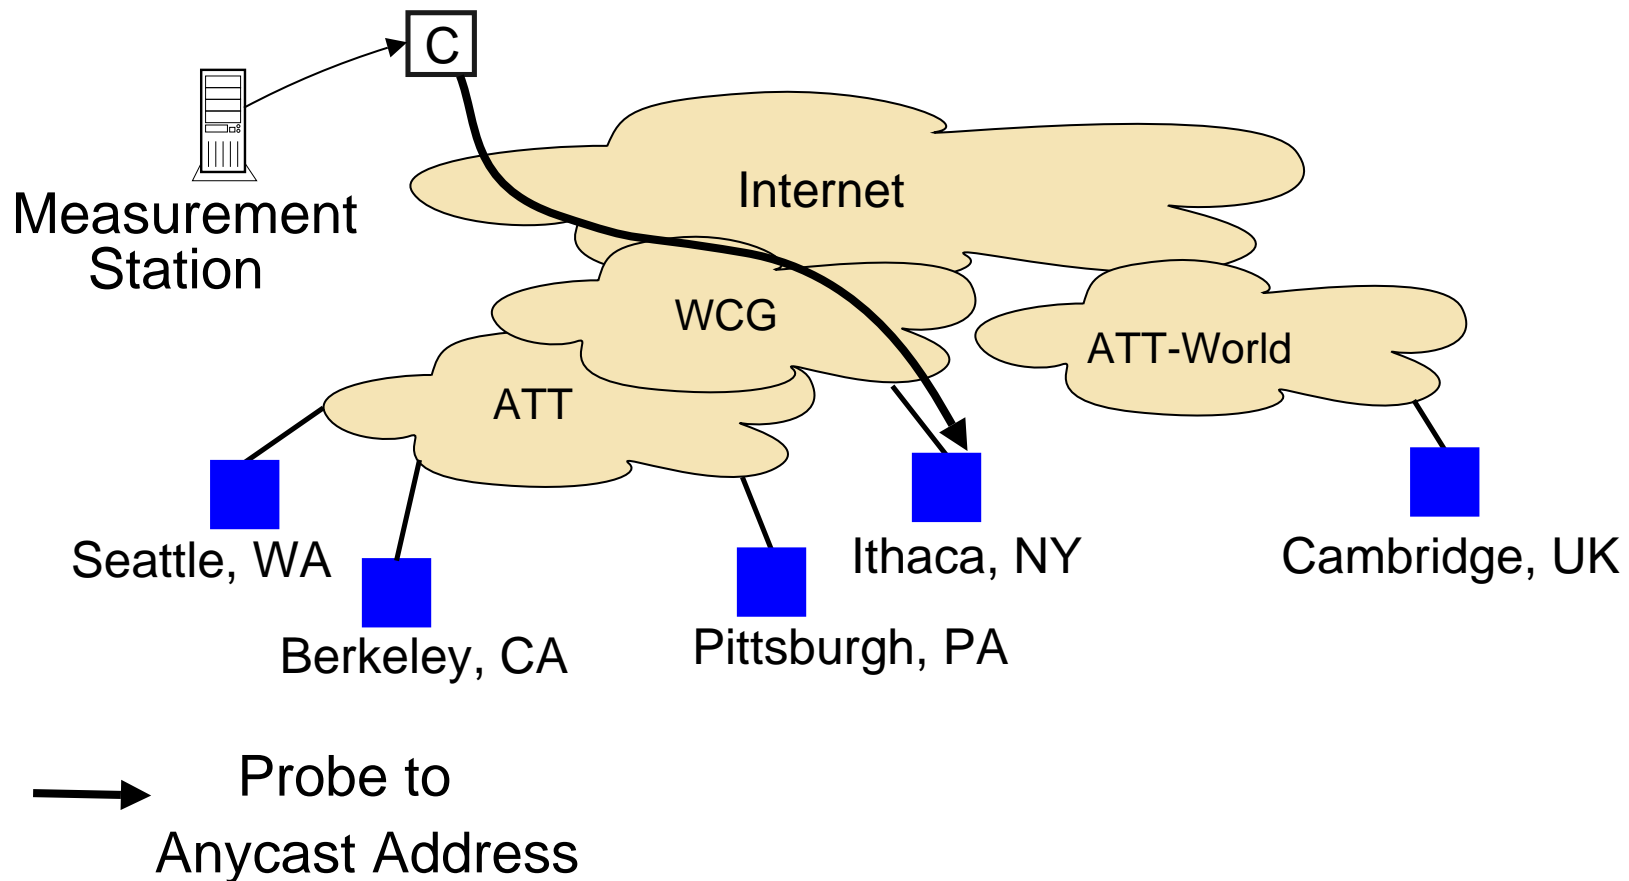 C
Measurement
Station
Internet
WCG
ATT-World
ATT
Seattle, WA
Berkeley, CA
Pittsburgh, PA
Ithaca, NY
Cambridge, UK
Probe to
Anycast Address